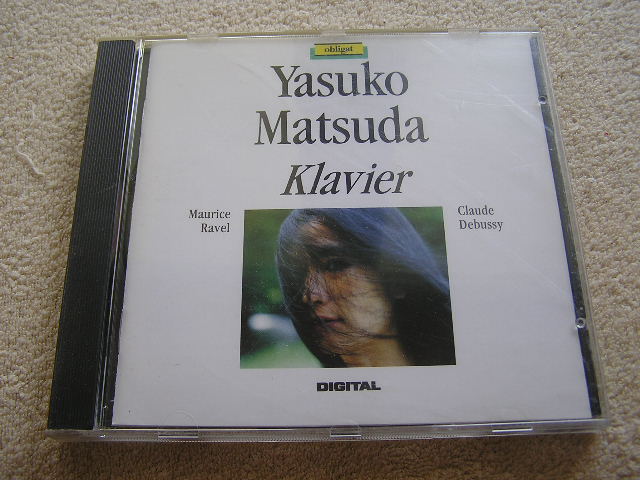 obligat
Yasuko
Matsuda
Klavier
Maurice
Ravel
Claude
Debussy
DIGITAL